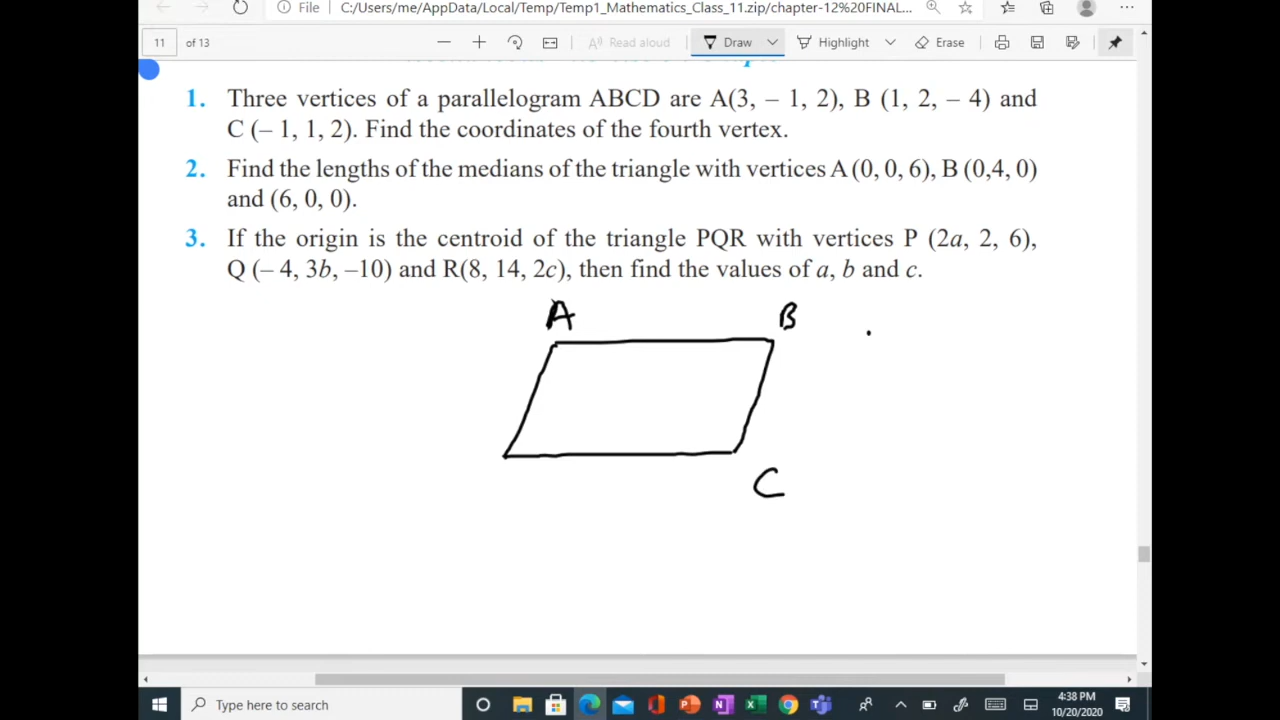 File C:/Users/me/AppData/Local/Temp/Temp1_Mathematics_Class_11.zip/chapter-12%20FINAL...
11 of 13 Read aloud Draw Highlight Erase
1. Three vertices of a parallelogram ABCD are A(3, – 1, 2), B (1, 2, – 4) and
C (– 1, 1, 2). Find the coordinates of the fourth vertex.
2. Find the lengths of the medians of the triangle with vertices A (0, 0, 6), B (0,4, 0)
and (6, 0, 0).
3. If the origin is the centroid of the triangle PQR with vertices P (2a, 2, 6),
Q (– 4, 3b, –10) and R(8, 14, 2c), then find the values of a, b and c.
A B
C
Type here to search
4:38 PM
10/20/2020